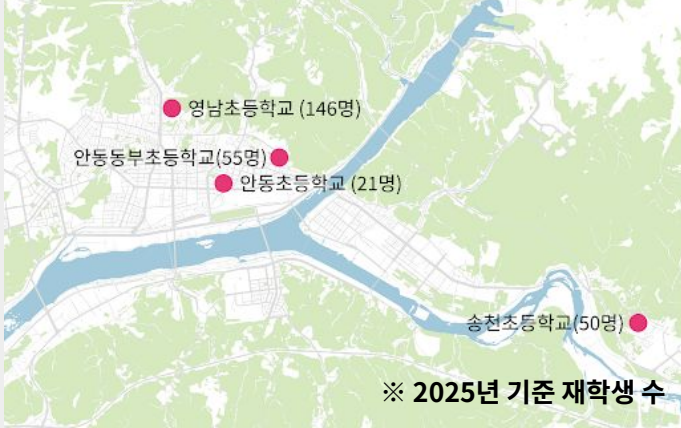 영남초등학교 (146명)
안동동부초등학교(55명)
안동초등학교 (21명)
송천초등학교(50명)
※ 2025년 기준 재학생 수